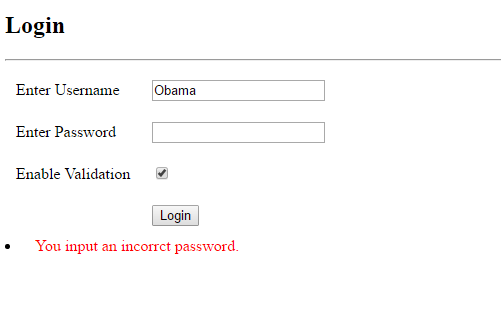 Login
Enter Username Obama
Enter Password
Enable Validation
Login
You input an incorrct password.